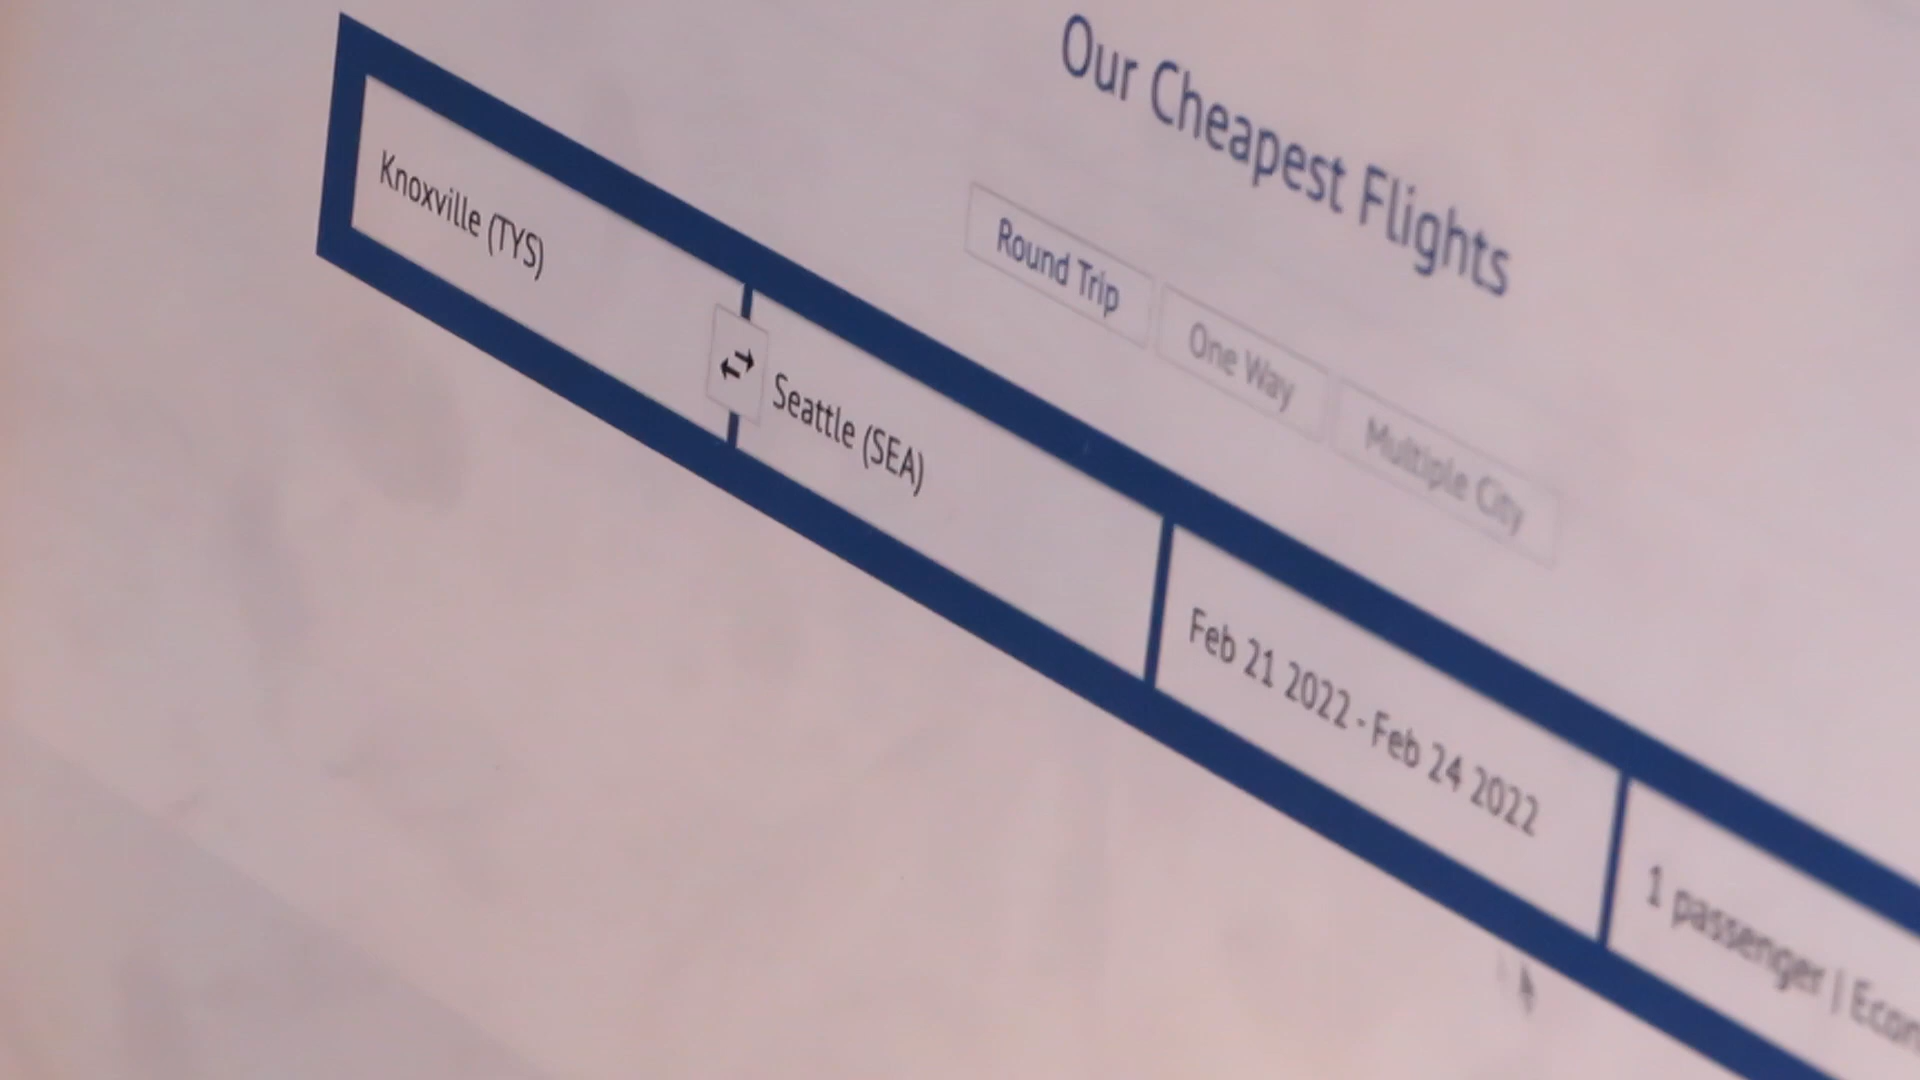 Our Cheapest Flights
Round Trip
One Way
Multiple City
Knoxville (TYS)
Seattle (SEA)
Feb 21 2022 - Feb 24 2022
1 passenger | Econ